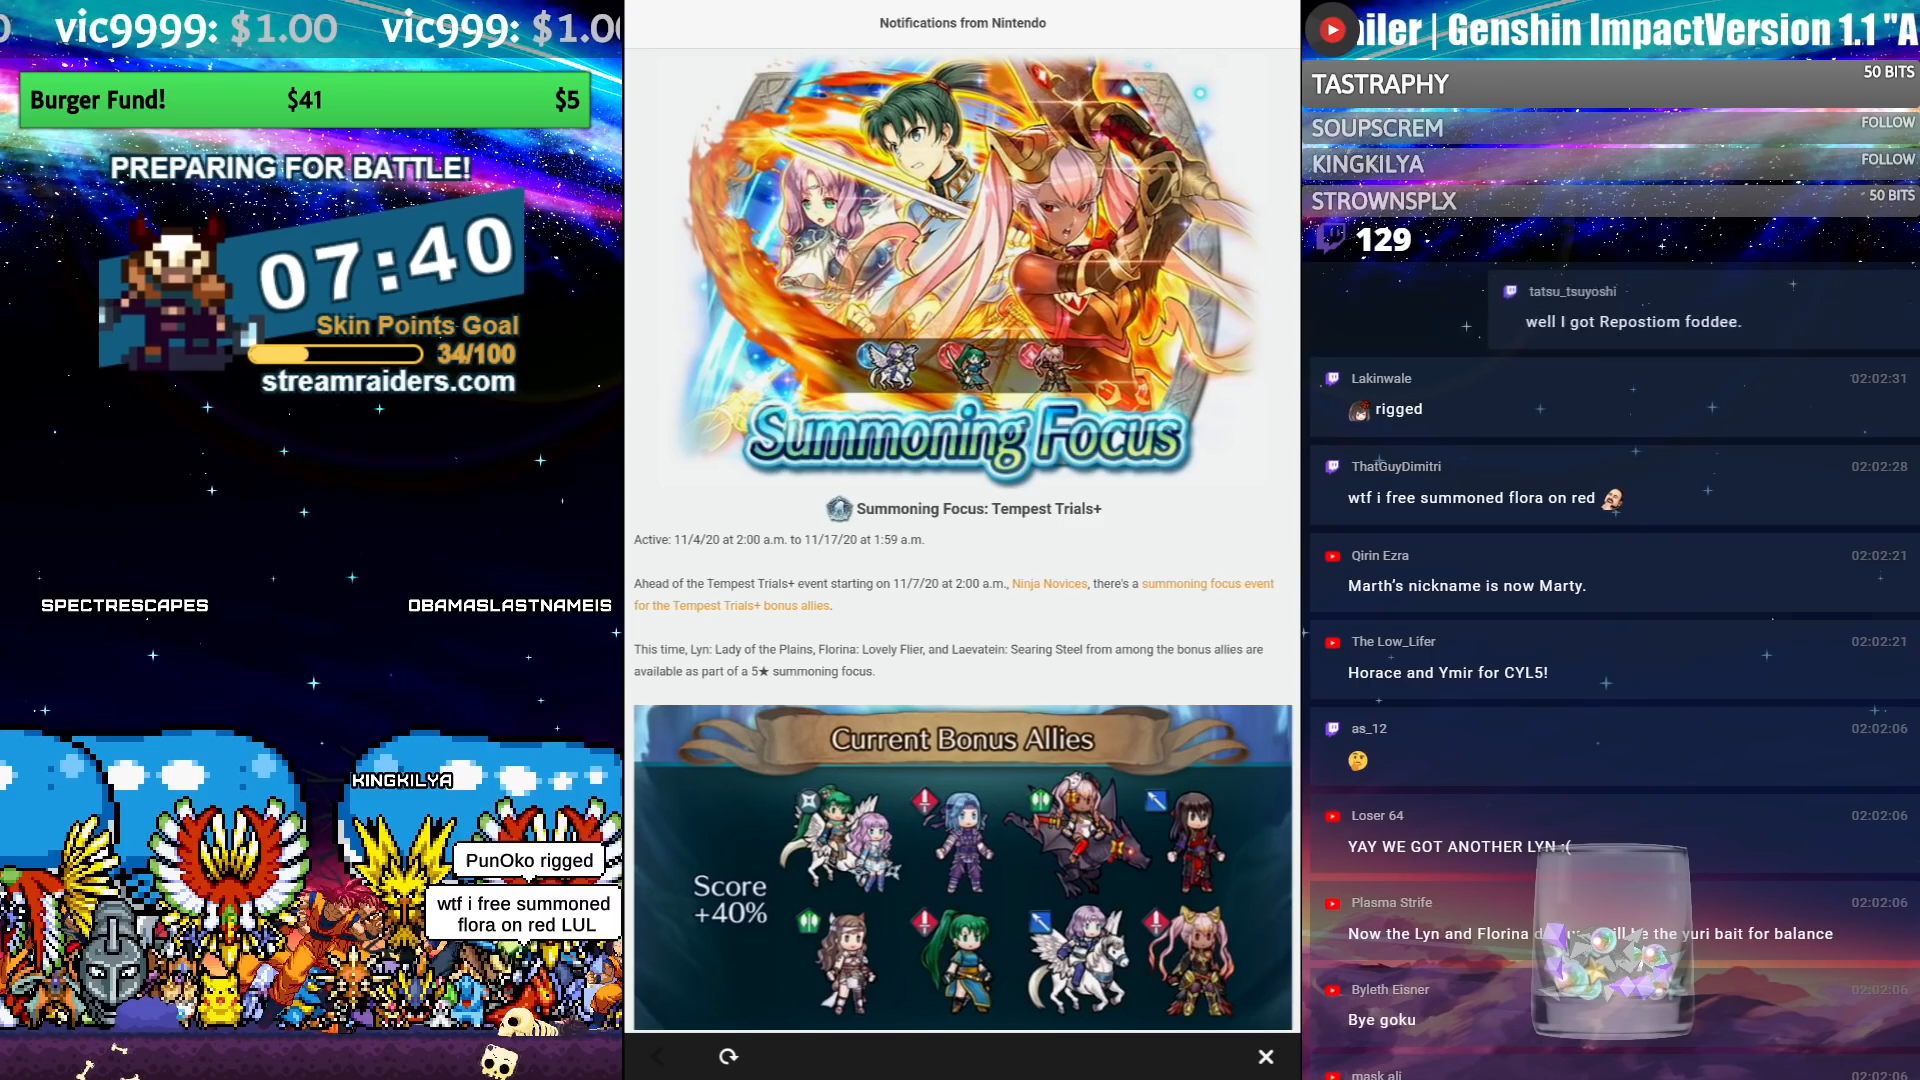 vic9999: $1.00 vic999: $1.0
Burger Fund! $41 $5
PREPARING FOR BATTLE!
07:40
Skin Points Goal
34/100
streamraiders.com
SPECTRESCAPES
OBAMASLASTNAMEIS
KINGKILYA
PunOko rigged
wtf i free summoned
flora on red LUL
Notifications from Nintendo
Summoning Focus
Summoning Focus: Tempest Trials+
Active: 11/4/20 at 2:00 a.m. to 11/17/20 at 1:59 a.m.
Ahead of the Tempest Trials+ event starting on 11/7/20 at 2:00 a.m., Ninja Novices, there's a summoning focus event
for the Tempest Trials+ bonus allies.
This time, Lyn: Lady of the Plains, Florina: Lovely Flier, and Laevatein: Searing Steel from among the bonus allies are
available as part of a 5★ summoning focus.
Current Bonus Allies
Score
+40%
ailer | Genshin ImpactVersion 1.1 "A
TASTRAPHY 50 BITS
SOUPSCREM FOLLOW
KINGKILYA FOLLOW
STROWNSPLX 50 BITS
129
tatsu_tsuyoshi
well I got Repostiom foddee.
Lakinwale 02:02:31
rigged
ThatGuyDimitri 02:02:28
wtf i free summoned flora on red
Qirin Ezra 02:02:21
Marth's nickname is now Marty.
The Low_Lifer 02:02:21
Horace and Ymir for CYL5!
as_12 02:02:06
Loser 64 02:02:06
YAY WE GOT ANOTHER LYN :(
Plasma Strife 02:02:06
Now the Lyn and Florina be the yuri bait for balance
Byleth Eisner 02:02:06
Bye goku
mask ali 02:02:06